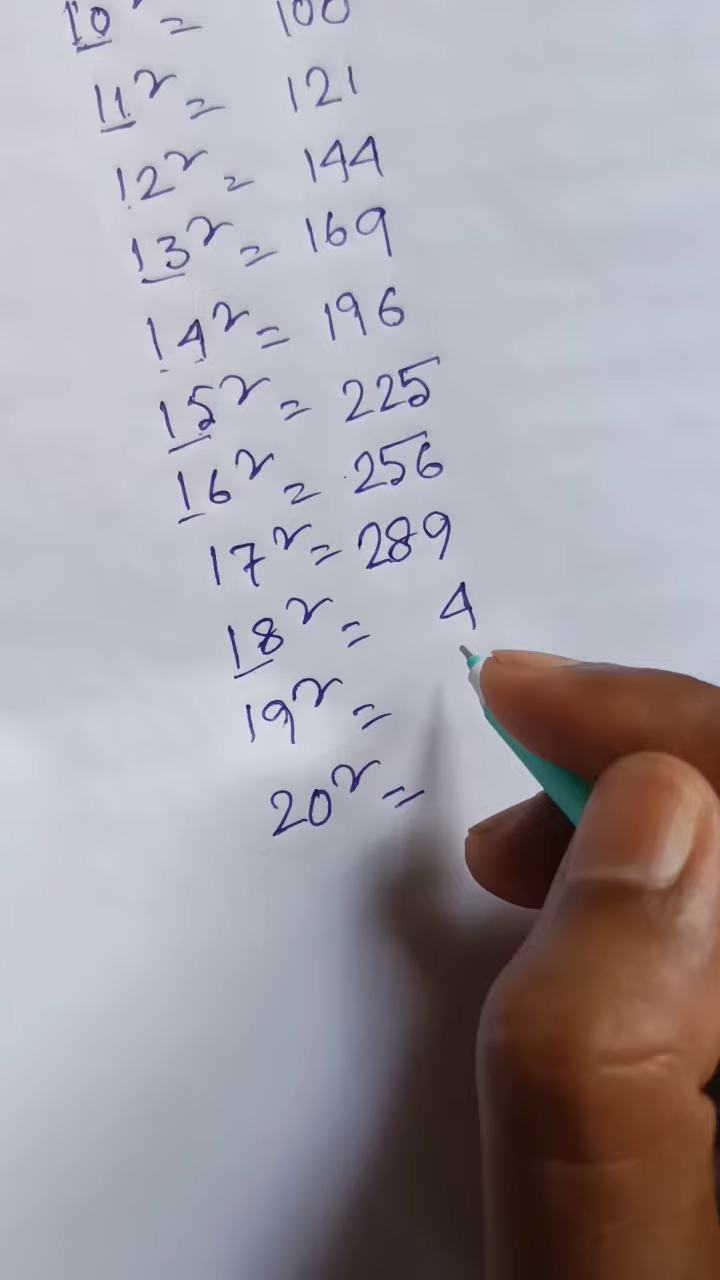 10² = 100
11² = 121
12² = 144
13² = 169
14² = 196
15² = 225
16² = 256
17² = 289
18² = 4
19² =
20² =